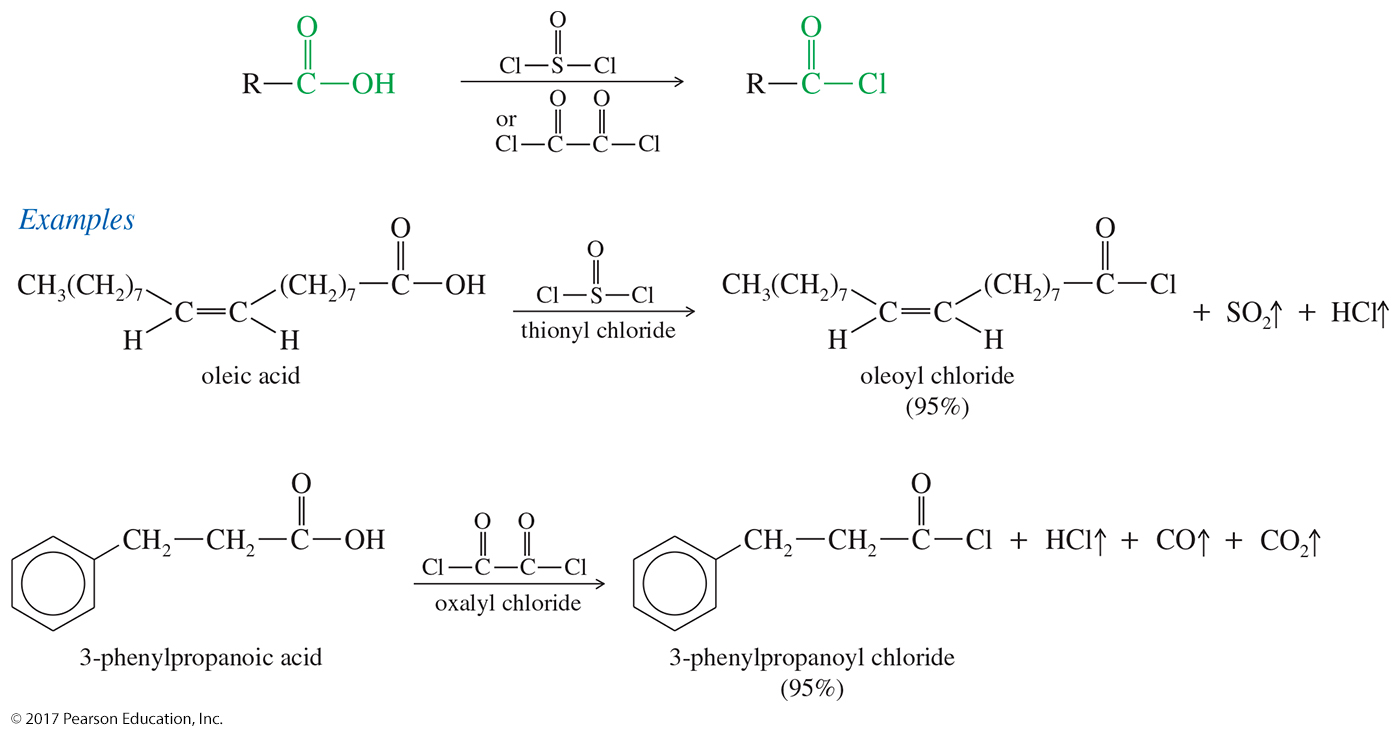 O O O
Cl—S—Cl
R—C—OH R—C—Cl
O O
or
Cl—C—C—Cl
Examples
O O O
CH₃(CH₂)₇ (CH₂)₇—C—OH Cl—S—Cl CH₃(CH₂)₇ (CH₂)₇—C—Cl
C=C C=C + SO₂↑ + HCl↑
H H thionyl chloride H H
oleic acid oleoyl chloride
(95%)
O O
CH₂—CH₂—C—OH O O CH₂—CH₂—C—Cl + HCl↑ + CO↑ + CO₂↑
Cl—C—C—Cl
oxalyl chloride
3-phenylpropanoic acid 3-phenylpropanoyl chloride
(95%)
© 2017 Pearson Education, Inc.